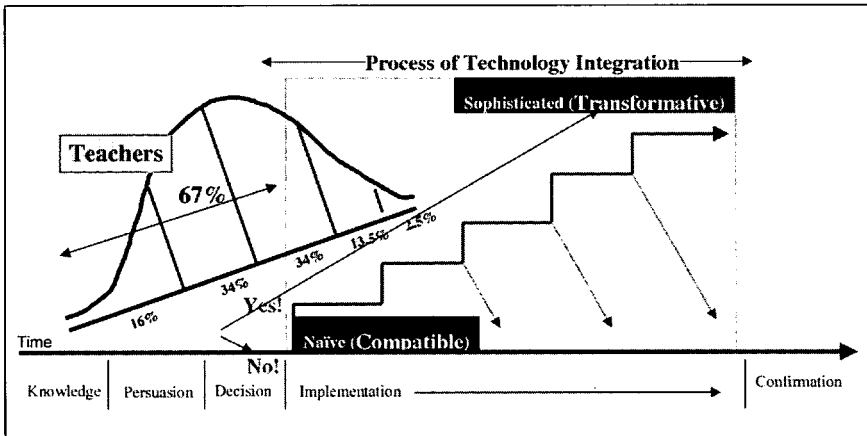 Process of Technology Integration
Sophisticated (Transformative)
Teachers
67%
16%
34%
34%
13.5%
2.5%
Yes!
No!
Naïve (Compatible)
Time
Knowledge
Persuasion
Decision
Implementation
Confirmation